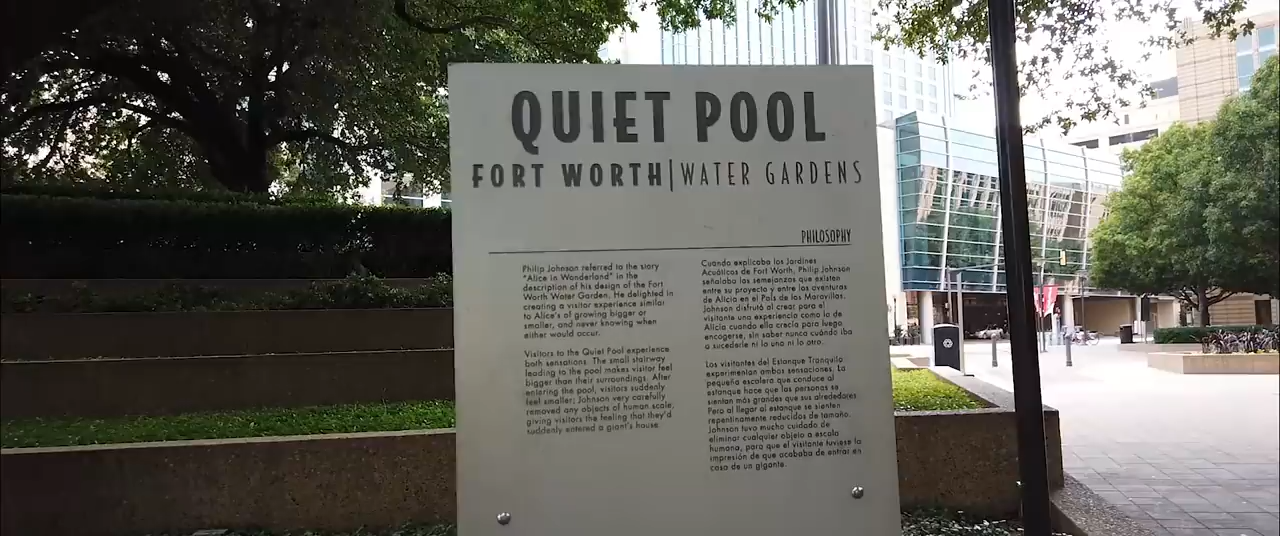 QUIET POOL
FORT WORTH|WATER GARDENS
PHILOSOPHY
Philip Johnson referred to the story
"Alice in Wonderland" in the
description of his design of the Fort
Worth Water Garden. He delighted in
creating a visitor experience similar
to Alice's of growing bigger or
smaller, and never knowing when
either would occur.
Visitors to the Quiet Pool experience
both sensations. The small stairway
leading to the pool makes visitor feel
bigger than their surroundings. After
entering the pool, visitors suddenly
feel smaller; Johnson very carefully
removed any objects of human scale,
giving visitors the feeling that they'd
suddenly entered a giant's house.
Cuando explicaba los Jardines
Acuáticos de Fort Worth, Philip Johnson
señalaba las semejanzas que existen
entre su proyecto y entre las aventuras
de Alicia en el País de las Maravillas.
Johnson disfrutó al crear para el
visitante una experiencia como la de
Alicia cuando ella crecía para luego
encogerse, sin saber nunca cuándo iba
a sucederle ni lo uno ni lo otro.
Los visitantes del Estanque Tranquilo
experimentan ambas sensaciones. La
pequeña escalera que conduce al
estanque hace que las personas se
sientan más grandes que sus alrededores.
Pero al llegar al estanque se sienten
repentinamente reducidos de tamaño.
Johnson tuvo mucho cuidado de
eliminar cualquier objeto a escala
humana, para que el visitante tuviese la
impresión de que acababa de entrar en
casa de un gigante.